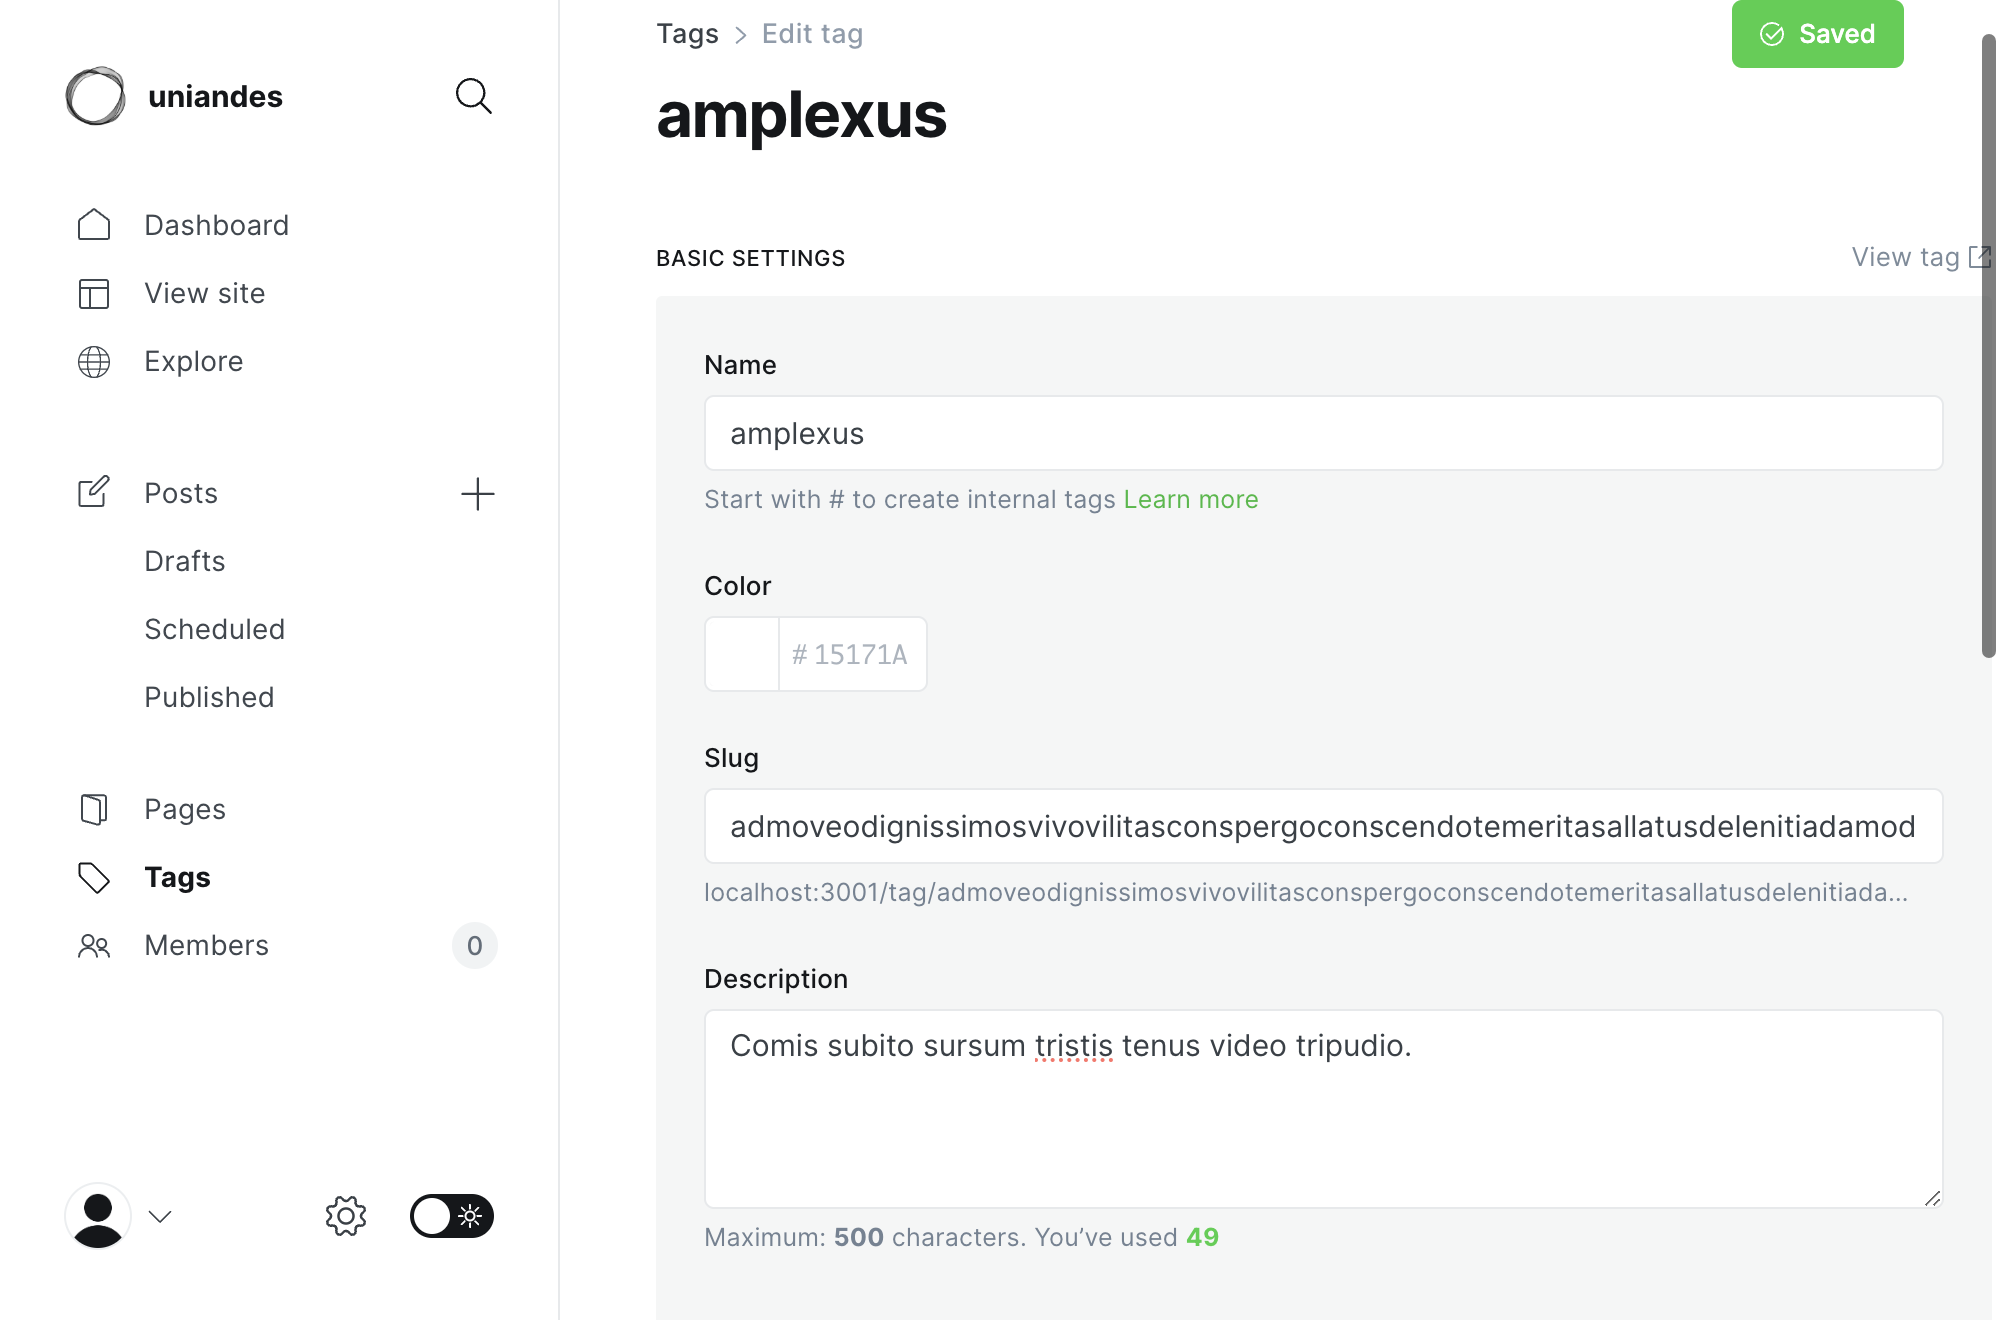 uniandes
Dashboard
View site
Explore
Posts
Drafts
Scheduled
Published
Pages
Tags
Members 0
Tags > Edit tag
Saved
amplexus
BASIC SETTINGS
View tag
Name
amplexus
Start with # to create internal tags Learn more
Color
# 15171A
Slug
admoveodignissimosvivovilitasconspergoconscendotemeritasallatusdelenitiadamod
localhost:3001/tag/admoveodignissimosvivovilitasconspergoconscendotemeritasallatusdelenitiada...
Description
Comis subito sursum tristis tenus video tripudio.
Maximum: 500 characters. You’ve used 49